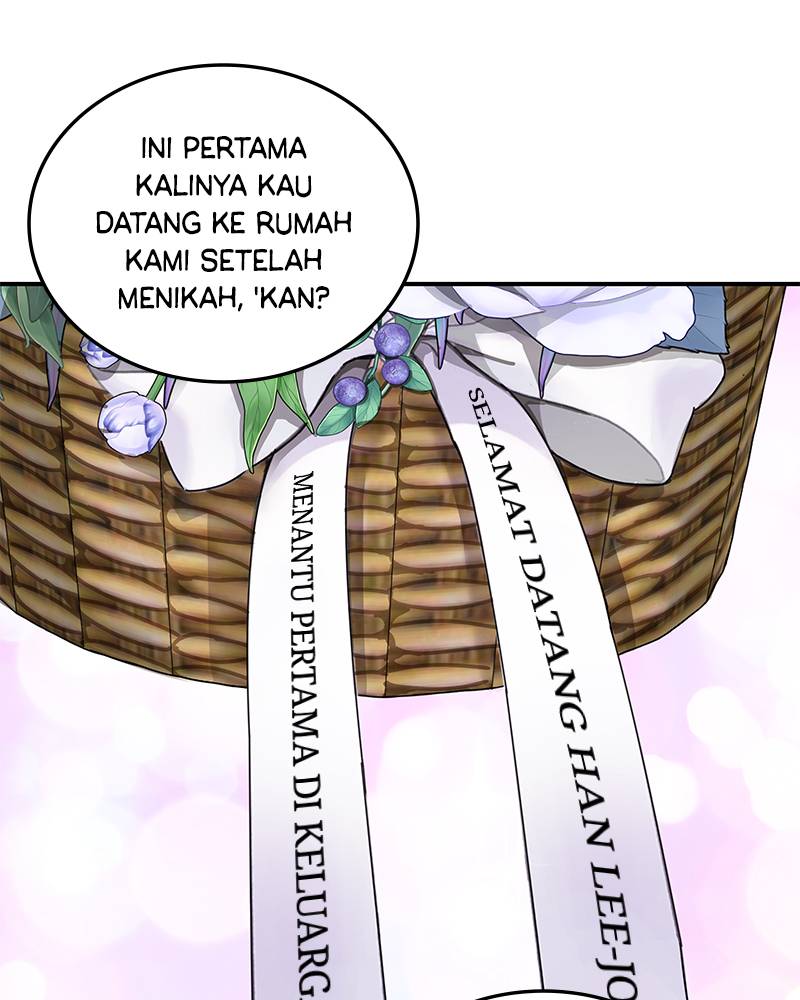 INI PERTAMA
KALINYA KAU
DATANG KE RUMAH
KAMI SETELAH
MENIKAH, 'KAN?
SELAMAT DATANG HAN LEE-JO
MENANTU PERTAMA DI KELUARG